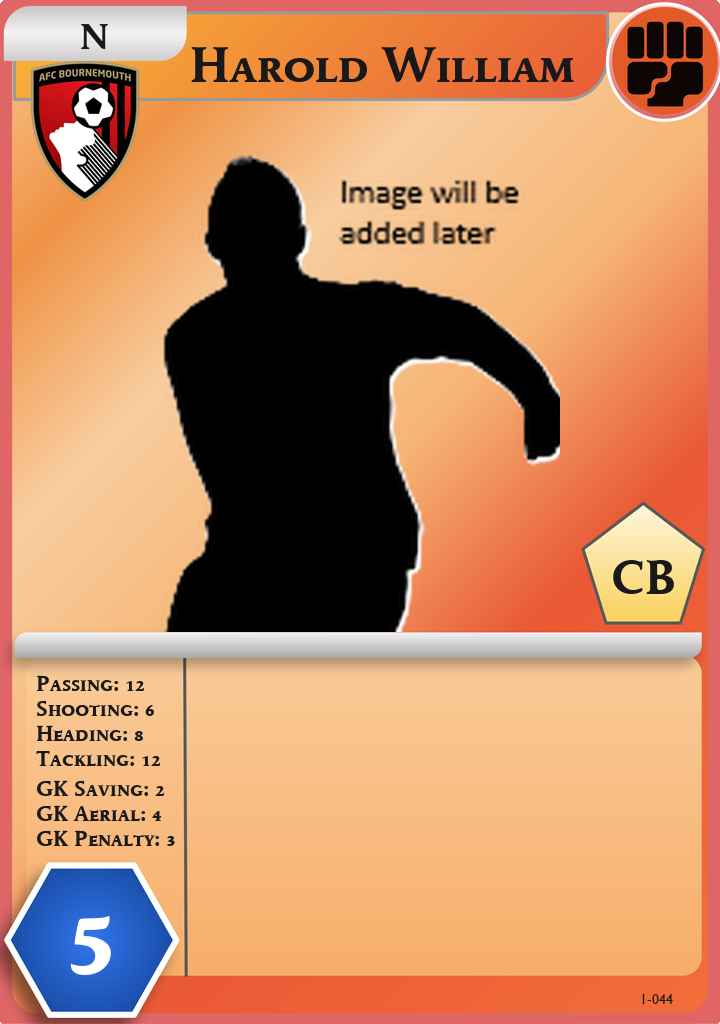 N
Harold William
AFC BOURNEMOUTH
Image will be
added later
CB
Passing: 12
Shooting: 6
Heading: 8
Tackling: 12
GK Saving: 2
GK Aerial: 4
GK Penalty: 3
5
1-044